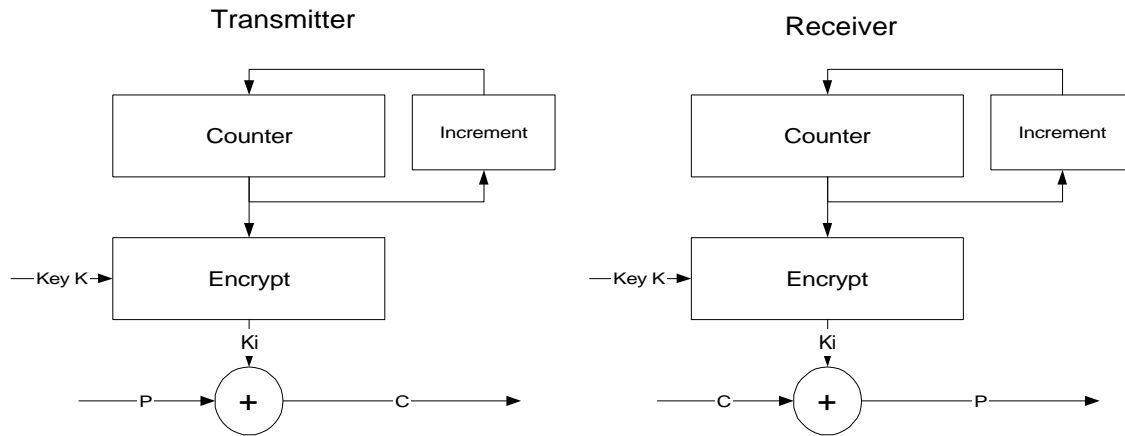 Transmitter
Counter
Increment
Key K
Encrypt
Ki
P
+
C
Receiver
Counter
Increment
Key K
Encrypt
Ki
C
+
P